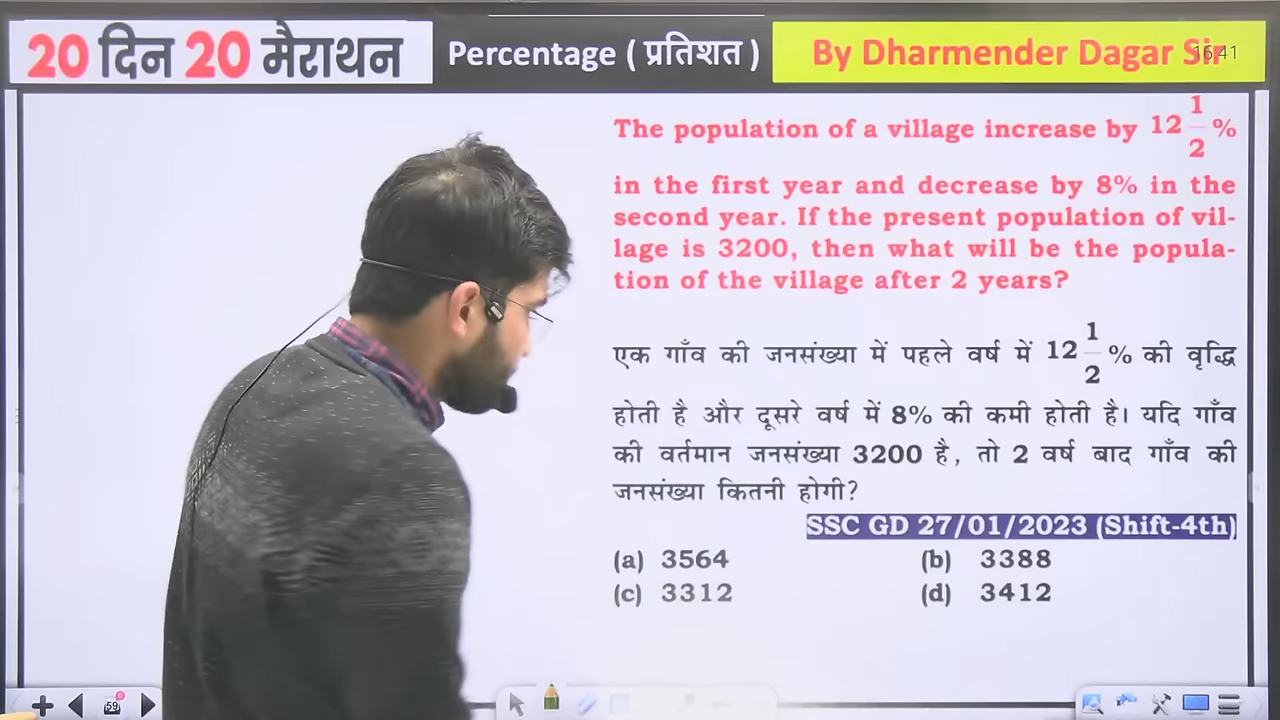 20 दिन 20 मैराथन
Percentage ( प्रतिशत )
By Dharmender Dagar Sir
16:41
The population of a village increase by 12 1/2 %
in the first year and decrease by 8% in the
second year. If the present population of vil-
lage is 3200, then what will be the popula-
tion of the village after 2 years?
एक गाँव की जनसंख्या में पहले वर्ष में 12 1/2 % की वृद्धि
होती है और दूसरे वर्ष में 8% की कमी होती है। यदि गाँव
की वर्तमान जनसंख्या 3200 है, तो 2 वर्ष बाद गाँव की
जनसंख्या कितनी होगी?
SSC GD 27/01/2023 (Shift-4th)
(a) 3564 (b) 3388
(c) 3312 (d) 3412
59
6